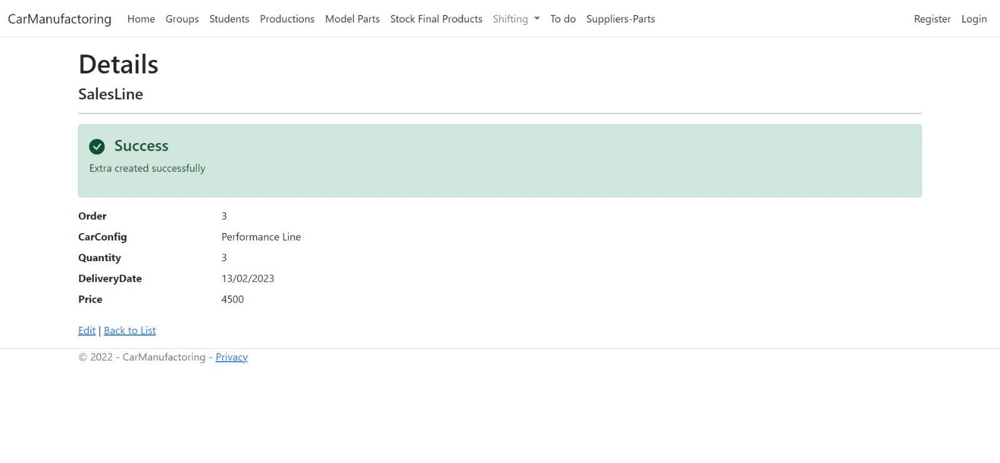 CarManufactoring Home Groups Students Productions Model Parts Stock Final Products Shifting To do Suppliers-Parts Register Login
Details
SalesLine
Success
Extra created successfully
Order 3
CarConfig Performance Line
Quantity 3
DeliveryDate 13/02/2023
Price 4500
Edit | Back to List
© 2022 - CarManufactoring - Privacy